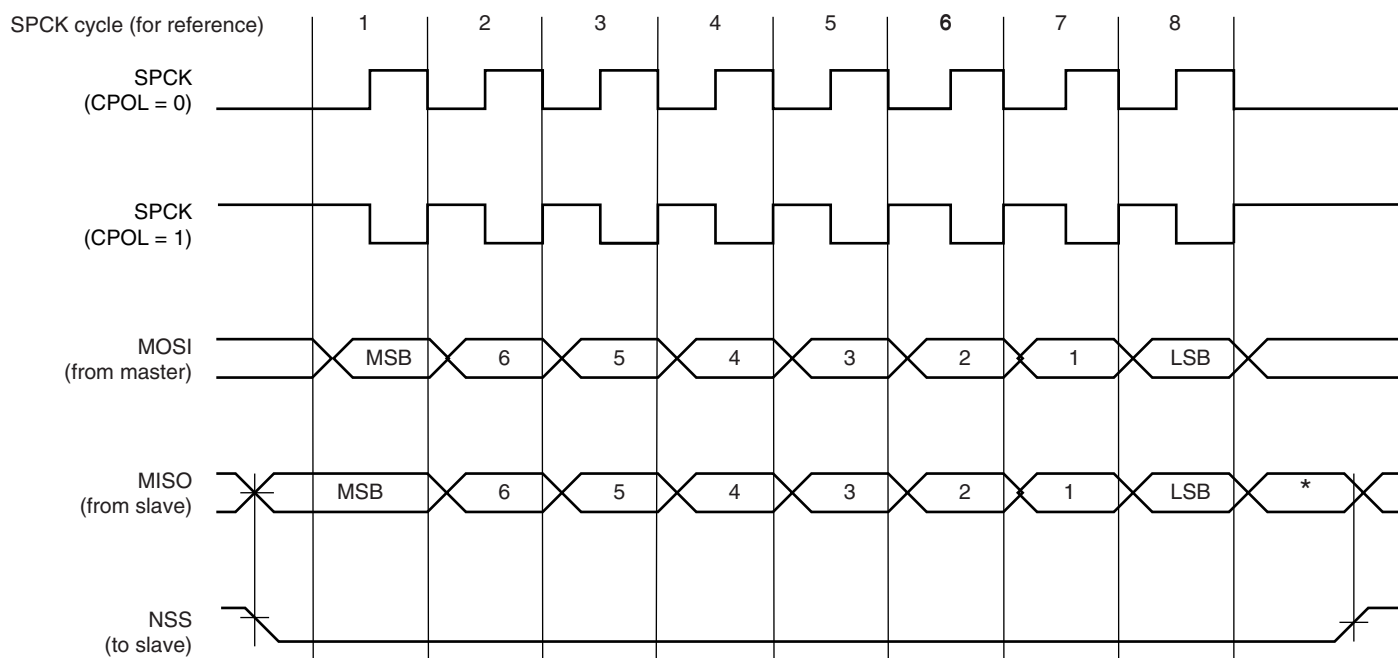 SPCK cycle (for reference) 1 2 3 4 5 6 7 8
SPCK
(CPOL = 0)
SPCK
(CPOL = 1)
MOSI
(from master)
MSB 6 5 4 3 2 1 LSB
MISO
(from slave)
MSB 6 5 4 3 2 1 LSB *
NSS
(to slave)